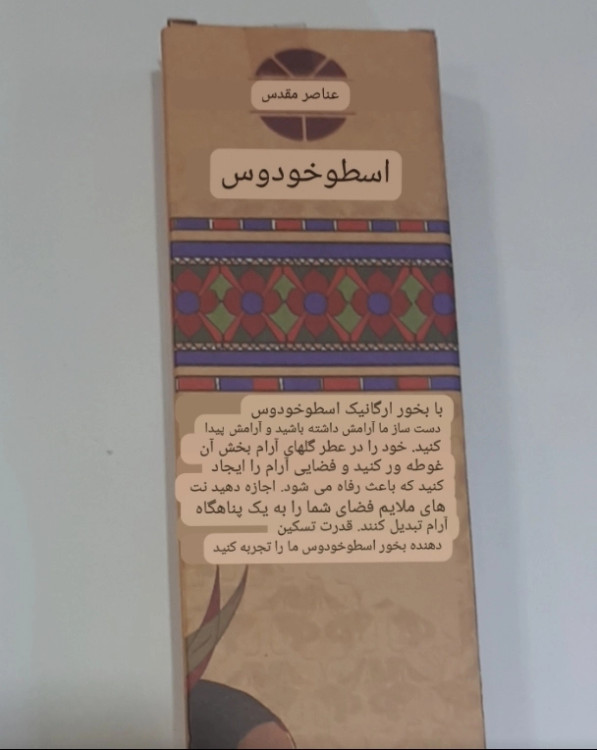 عناصر مقدس
اسطوخودوس
با بخور ارگانیک اسطوخودوس
دست ساز ما آرامش داشته باشید و آرامش پیدا
کنید. خود را در عطر گلهای آرام بخش آن
غوطه ور کنید و فضایی آرام را ایجاد
کنید که باعث رفاه می شود. اجازه دهید نت
های ملایم فضای شما را به یک پناهگاه
آرام تبدیل کنند. قدرت تسکین
دهنده بخور اسطوخودوس ما را تجربه کنید